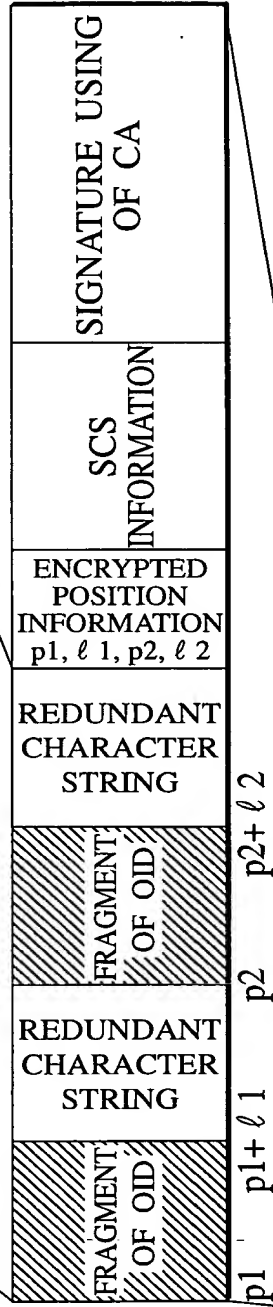 SIGNATURE USING
OF CA
SCS
INFORMATION
ENCRYPTED
POSITION
INFORMATION
p1, ℓ 1, p2, ℓ 2
REDUNDANT
CHARACTER
STRING
FRAGMENT
OF OID
REDUNDANT
CHARACTER
STRING
FRAGMENT
OF OID
p2+ ℓ 2
p2
p1+ ℓ 1
p1